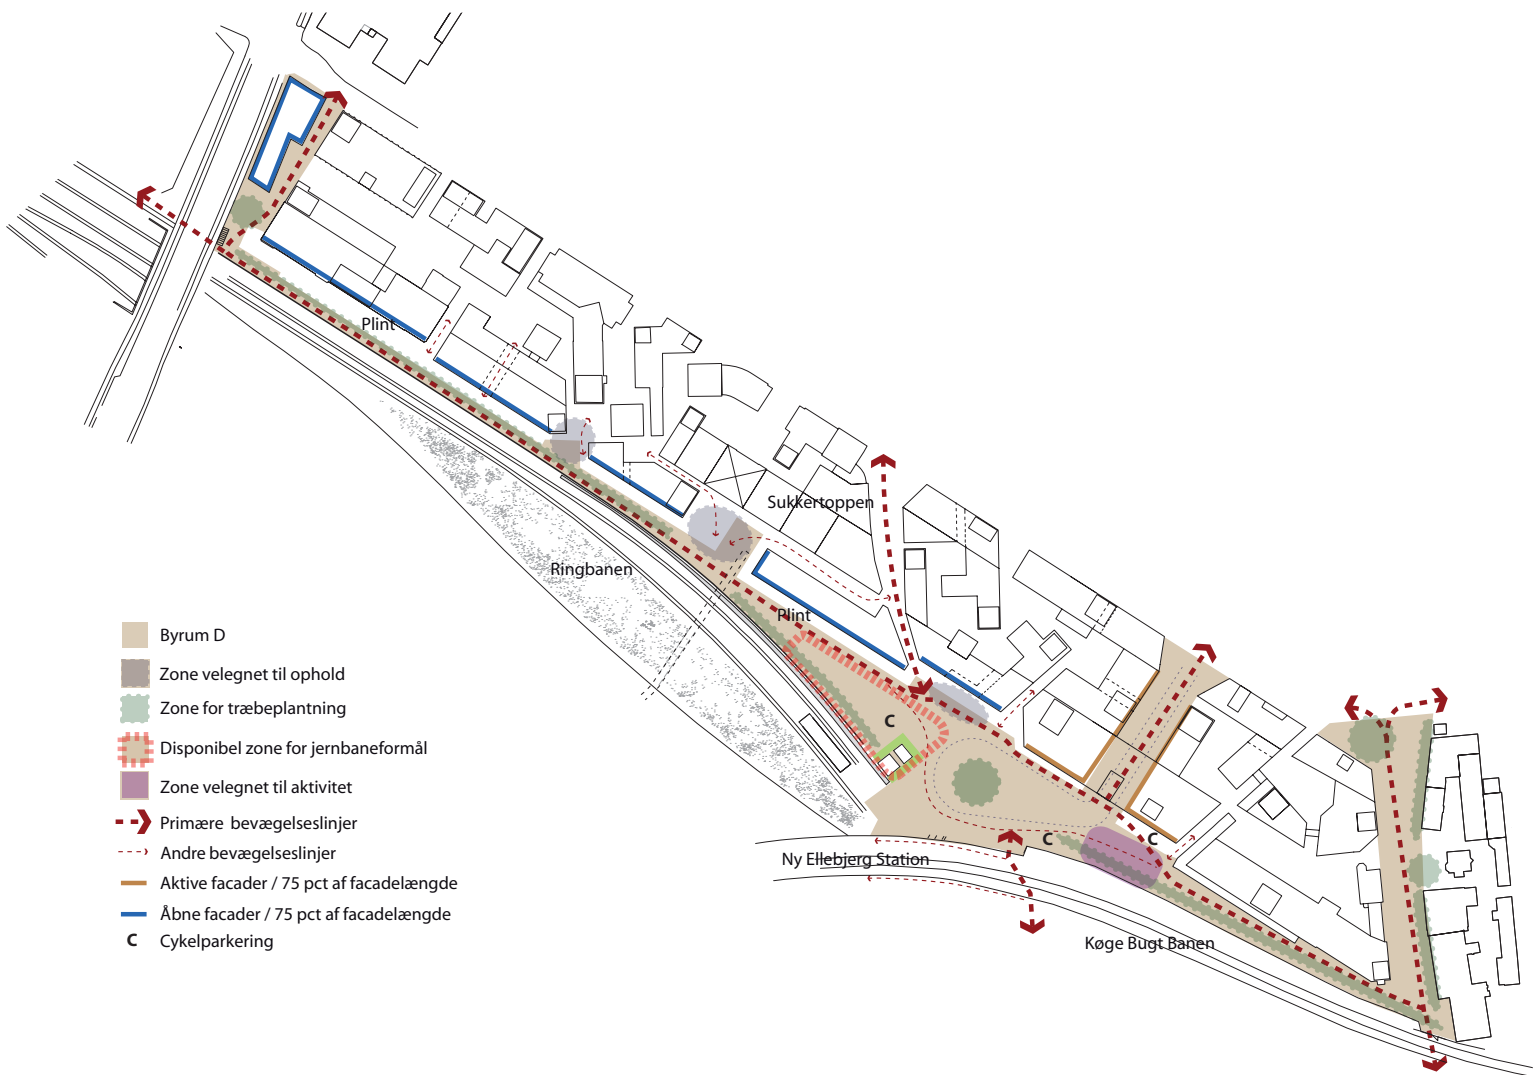 Plint
Sukkertoppen
Ringbanen
Plint
C
C
C
Ny Ellebjerg Station
Køge Bugt Banen
Byrum D
Zone velegnet til ophold
Zone for træbeplantning
Disponibel zone for jernbaneformål
Zone velegnet til aktivitet
Primære bevægelseslinjer
Andre bevægelseslinjer
Aktive facader / 75 pct af facadelængde
Åbne facader / 75 pct af facadelængde
C Cykelparkering